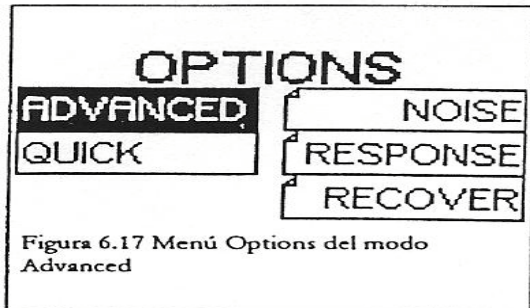 OPTIONS
ADVANCED
QUICK
NOISE
RESPONSE
RECOVER
Figura 6.17 Menú Options del modo
Advanced